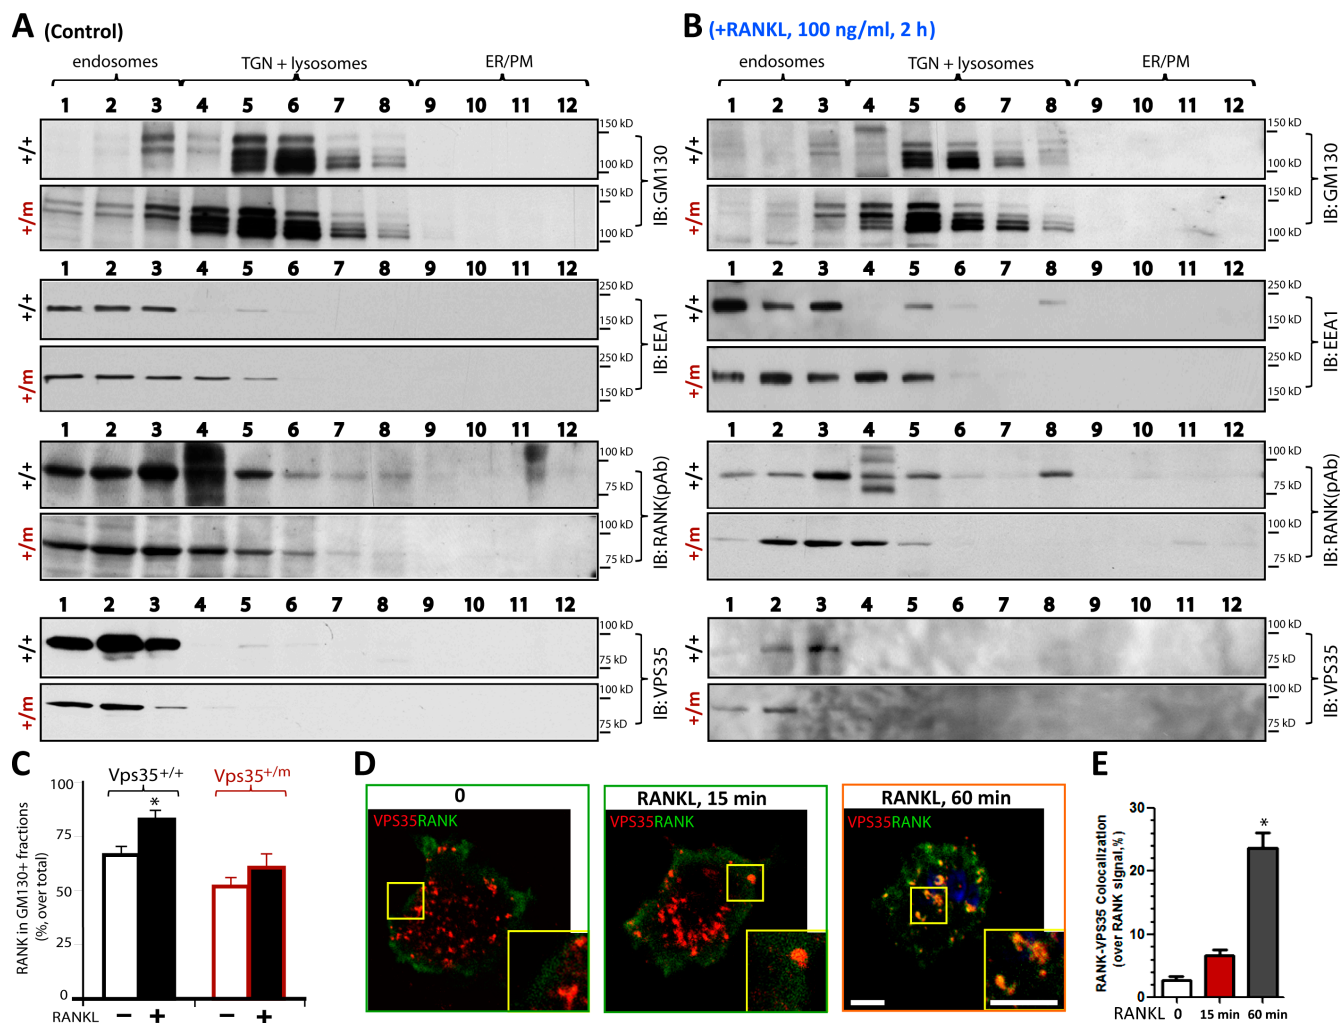 A (Control)
endosomes TGN + lysosomes ER/PM
1 2 3 4 5 6 7 8 9 10 11 12
+/+ 150 kD 100 kD
+/m 150 kD 100 kD
IB: GM130
1 2 3 4 5 6 7 8 9 10 11 12
+/+ 250 kD 150 kD
+/m 250 kD 150 kD
IB: EEA1
1 2 3 4 5 6 7 8 9 10 11 12
+/+ 100 kD 75 kD
+/m 100 kD 75 kD
IB: RANK(pAb)
1 2 3 4 5 6 7 8 9 10 11 12
+/+ 100 kD 75 kD
+/m 100 kD 75 kD
IB: VPS35
B (+RANKL, 100 ng/ml, 2 h)
endosomes TGN + lysosomes ER/PM
1 2 3 4 5 6 7 8 9 10 11 12
+/+ 150 kD 100 kD
+/m 150 kD 100 kD
IB: GM130
1 2 3 4 5 6 7 8 9 10 11 12
+/+ 250 kD 150 kD
+/m 250 kD 150 kD
IB: EEA1
1 2 3 4 5 6 7 8 9 10 11 12
+/+ 100 kD 75 kD
+/m 100 kD 75 kD
IB: RANK(pAb)
1 2 3 4 5 6 7 8 9 10 11 12
+/+ 100 kD 75 kD
+/m 100 kD 75 kD
IB: VPS35
C
Vps35+/+ Vps35+/m
RANK in GM130+ fractions
(%, over total)
100
75
50
25
0
*
RANKL − + − +
D
0
VPS35RANK
RANKL, 15 min
VPS35RANK
RANKL, 60 min
VPS35RANK
E
RANK-VPS35 Colocalization
(over RANK signal,%)
30
20
10
0
*
RANKL 0 15 min 60 min